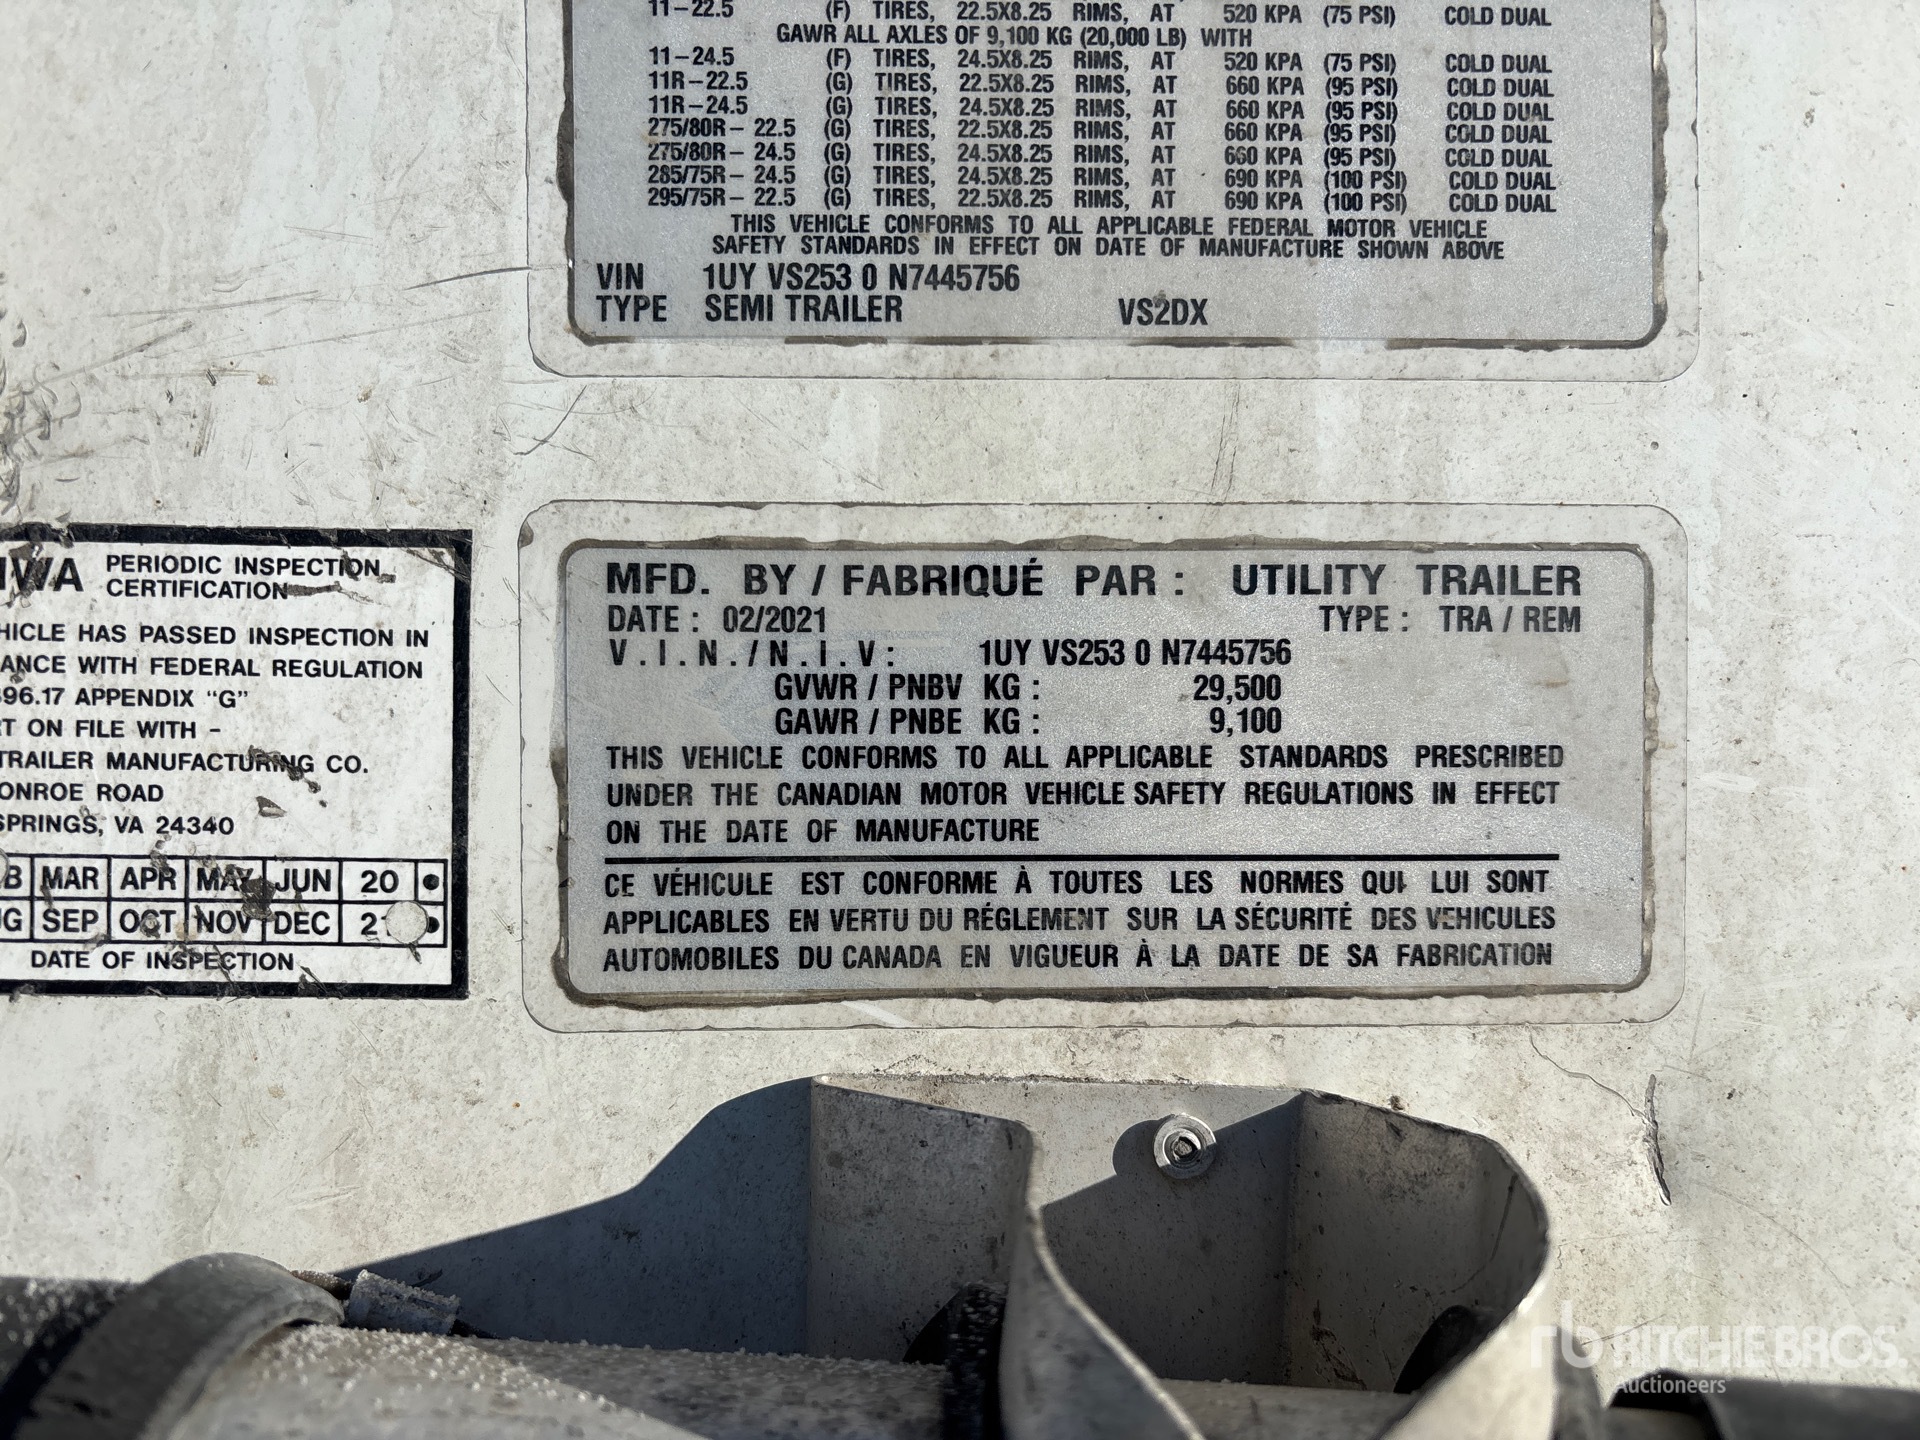 11-22.5 (F) TIRES, 22.5X8.25 RIMS, AT 520 KPA (75 PSI) COLD DUAL
GAWR ALL AXLES OF 9,100 KG (20,000 LB) WITH
11-24.5 (F) TIRES, 24.5X8.25 RIMS, AT 520 KPA (75 PSI) COLD DUAL
11R-22.5 (G) TIRES, 22.5X8.25 RIMS, AT 660 KPA (95 PSI) COLD DUAL
11R-24.5 (G) TIRES, 24.5X8.25 RIMS, AT 660 KPA (95 PSI) COLD DUAL
275/80R- 22.5 (G) TIRES, 22.5X8.25 RIMS, AT 660 KPA (95 PSI) COLD DUAL
275/80R- 24.5 (G) TIRES, 24.5X8.25 RIMS, AT 660 KPA (95 PSI) COLD DUAL
285/75R- 24.5 (G) TIRES, 24.5X8.25 RIMS, AT 690 KPA (100 PSI) COLD DUAL
295/75R- 22.5 (G) TIRES, 22.5X8.25 RIMS, AT 690 KPA (100 PSI) COLD DUAL
THIS VEHICLE CONFORMS TO ALL APPLICABLE FEDERAL MOTOR VEHICLE
SAFETY STANDARDS IN EFFECT ON DATE OF MANUFACTURE SHOWN ABOVE
VIN 1UY VS253 0 N7445756
TYPE SEMI TRAILER VS2DX
HWA PERIODIC INSPECTION
CERTIFICATION
HICLE HAS PASSED INSPECTION IN
ANCE WITH FEDERAL REGULATION
396.17 APPENDIX "G"
RT ON FILE WITH -
TRAILER MANUFACTURING CO.
ONROE ROAD
SPRINGS, VA 24340
B MAR APR MAY JUN 20
UG SEP OCT NOV DEC 21
DATE OF INSPECTION
MFD. BY / FABRIQUÉ PAR : UTILITY TRAILER
DATE : 02/2021 TYPE : TRA / REM
V.I.N./N.I.V: 1UY VS253 0 N7445756
GVWR / PNBV KG : 29,500
GAWR / PNBE KG : 9,100
THIS VEHICLE CONFORMS TO ALL APPLICABLE STANDARDS PRESCRIBED
UNDER THE CANADIAN MOTOR VEHICLE SAFETY REGULATIONS IN EFFECT
ON THE DATE OF MANUFACTURE
CE VÉHICULE EST CONFORME À TOUTES LES NORMES QUI LUI SONT
APPLICABLES EN VERTU DU RÉGLEMENT SUR LA SÉCURITÉ DES VEHICULES
AUTOMOBILES DU CANADA EN VIGUEUR À LA DATE DE SA FABRICATION
rb RITCHIE BROS.
Auctioneers